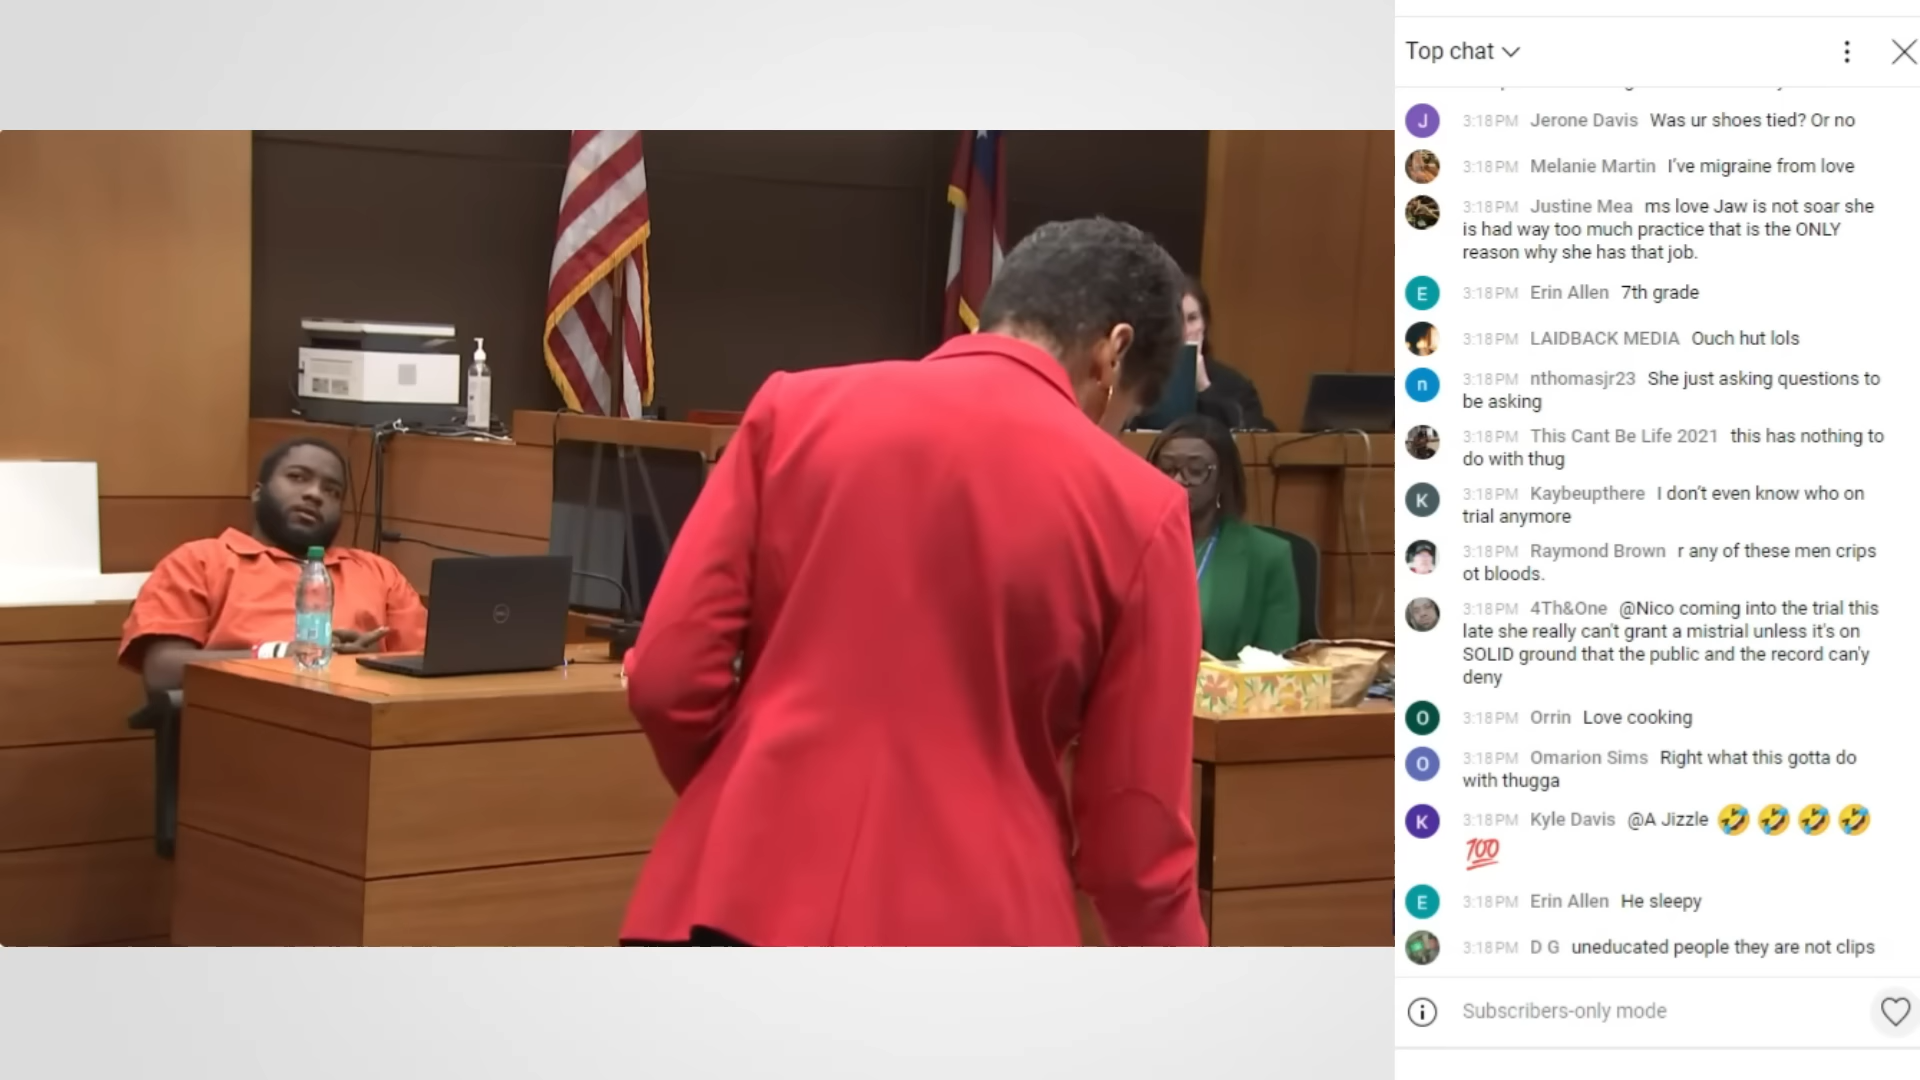 Top chat
J
3:18 PM Jerone Davis Was ur shoes tied? Or no
3:18 PM Melanie Martin I've migraine from love
3:18 PM Justine Mea ms love Jaw is not soar she
is had way too much practice that is the ONLY
reason why she has that job.
E
3:18 PM Erin Allen 7th grade
3:18 PM LAIDBACK MEDIA Ouch hut lols
n
3:18 PM nthomasjr23 She just asking questions to
be asking
3:18 PM This Cant Be Life 2021 this has nothing to
do with thug
K
3:18 PM Kaybeupthere I don't even know who on
trial anymore
3:18 PM Raymond Brown r any of these men crips
ot bloods.
3:18 PM 4Th&One @Nico coming into the trial this
late she really can't grant a mistrial unless it's on
SOLID ground that the public and the record can'y
deny
O
3:18 PM Orrin Love cooking
O
3:18 PM Omarion Sims Right what this gotta do
with thugga
K
3:18 PM Kyle Davis @A Jizzle 🤣 🤣 🤣 🤣
💯
E
3:18 PM Erin Allen He sleepy
3:18 PM D G uneducated people they are not clips
Subscribers-only mode
DELL